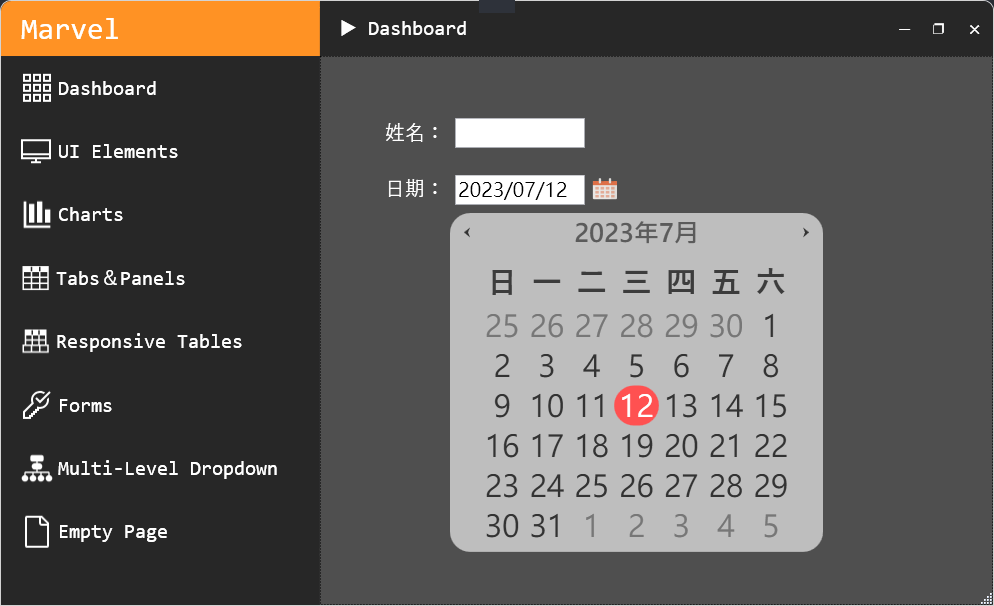 Marvel
Dashboard
Dashboard
UI Elements
Charts
Tabs&Panels
Responsive Tables
Forms
Multi-Level Dropdown
Empty Page
姓名：
日期： 2023/07/12
2023年7月
日 一 二 三 四 五 六
25 26 27 28 29 30 1
2 3 4 5 6 7 8
9 10 11 12 13 14 15
16 17 18 19 20 21 22
23 24 25 26 27 28 29
30 31 1 2 3 4 5